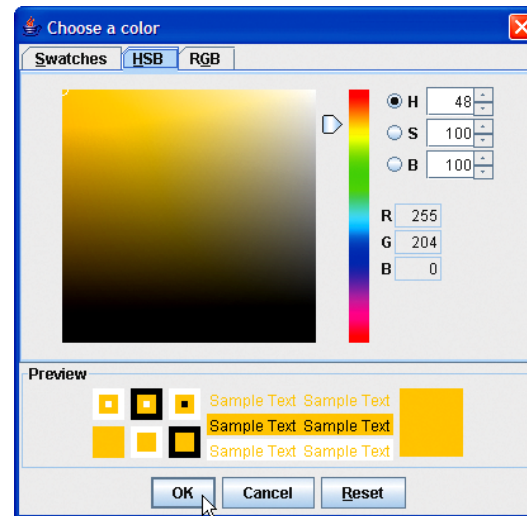 Choose a color
Swatches HSB RGB
H 48
S 100
B 100
R 255
G 204
B 0
Preview
Sample Text Sample Text
Sample Text Sample Text
Sample Text Sample Text
OK Cancel Reset